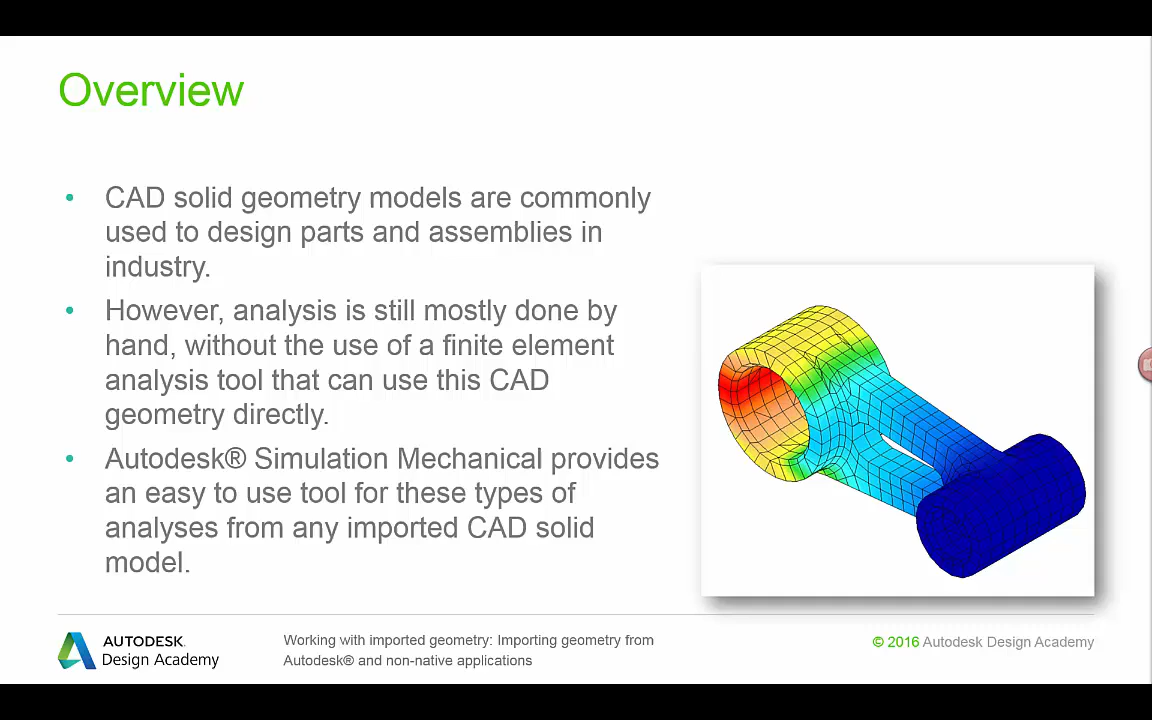 Overview
• CAD solid geometry models are commonly
used to design parts and assemblies in
industry.
• However, analysis is still mostly done by
hand, without the use of a finite element
analysis tool that can use this CAD
geometry directly.
• Autodesk® Simulation Mechanical provides
an easy to use tool for these types of
analyses from any imported CAD solid
model.
AUTODESK.
Design Academy
Working with imported geometry: Importing geometry from
Autodesk® and non-native applications
© 2016 Autodesk Design Academy